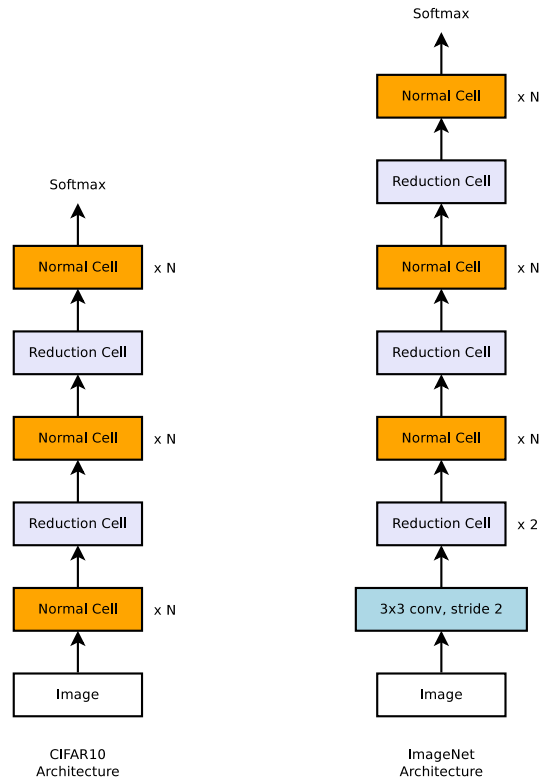 Softmax
Normal Cell x N
Reduction Cell
Normal Cell x N
Reduction Cell
Normal Cell x N
Image
CIFAR10
Architecture
Softmax
Normal Cell x N
Reduction Cell
Normal Cell x N
Reduction Cell
Normal Cell x N
Reduction Cell x 2
3x3 conv, stride 2
Image
ImageNet
Architecture